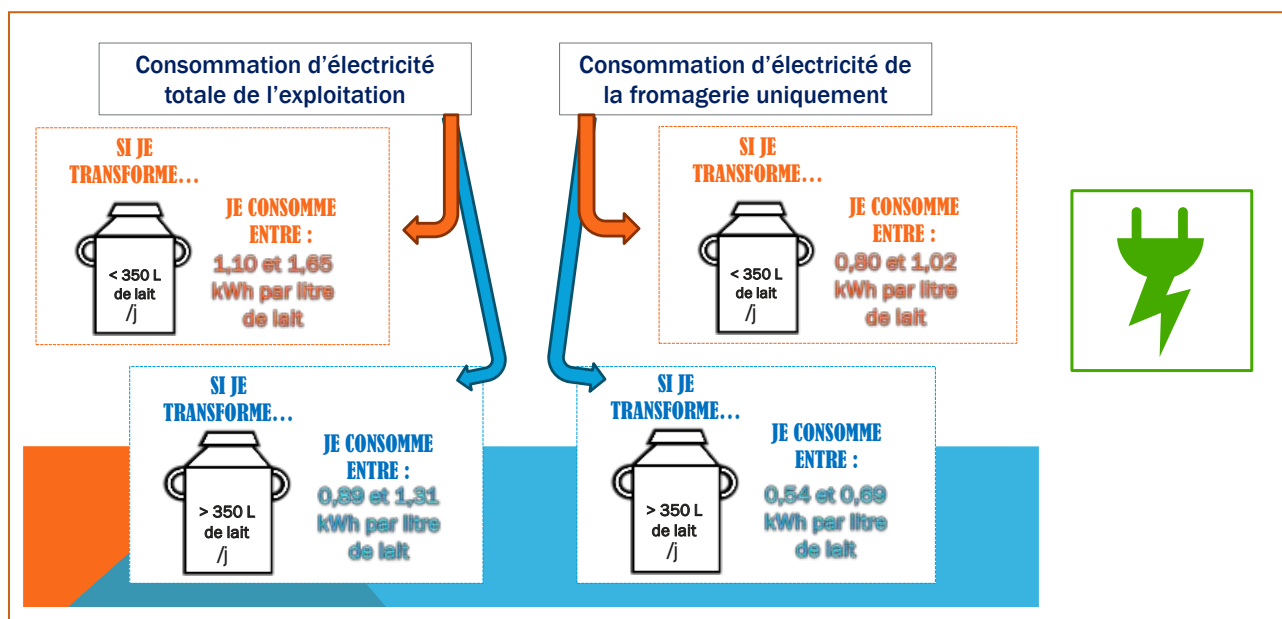 Consommation d'électricité
totale de l'exploitation
Consommation d'électricité de
la fromagerie uniquement
SI JE
TRANSFORME...
< 350 L
de lait
/j
JE CONSOMME
ENTRE :
1,10 et 1,65
kWh par litre
de lait
SI JE
TRANSFORME...
< 350 L
de lait
/j
JE CONSOMME
ENTRE :
0,80 et 1,02
kWh par litre
de lait
SI JE
TRANSFORME...
> 350 L
de lait
/j
JE CONSOMME
ENTRE :
0,89 et 1,31
kWh par litre
de lait
SI JE
TRANSFORME...
> 350 L
de lait
/j
JE CONSOMME
ENTRE :
0,54 et 0,69
kWh par litre
de lait